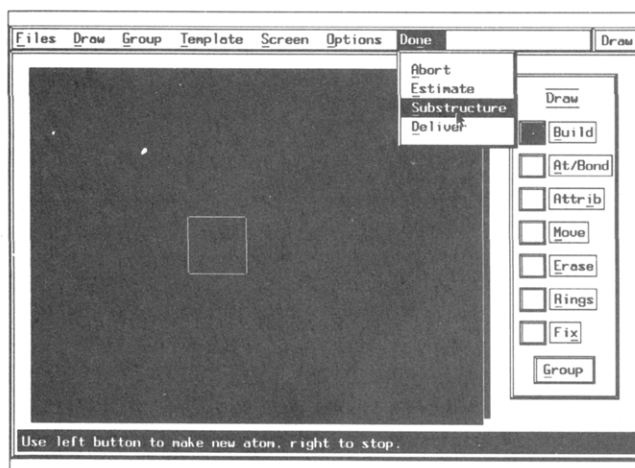 Files Draw Group Template Screen Options Done Draw
Abort
Estimate
Substructure
Deliver
Draw
Build
At/Bond
Attrib
Move
Erase
Rings
Fix
Group
Use left button to make new atom, right to stop.